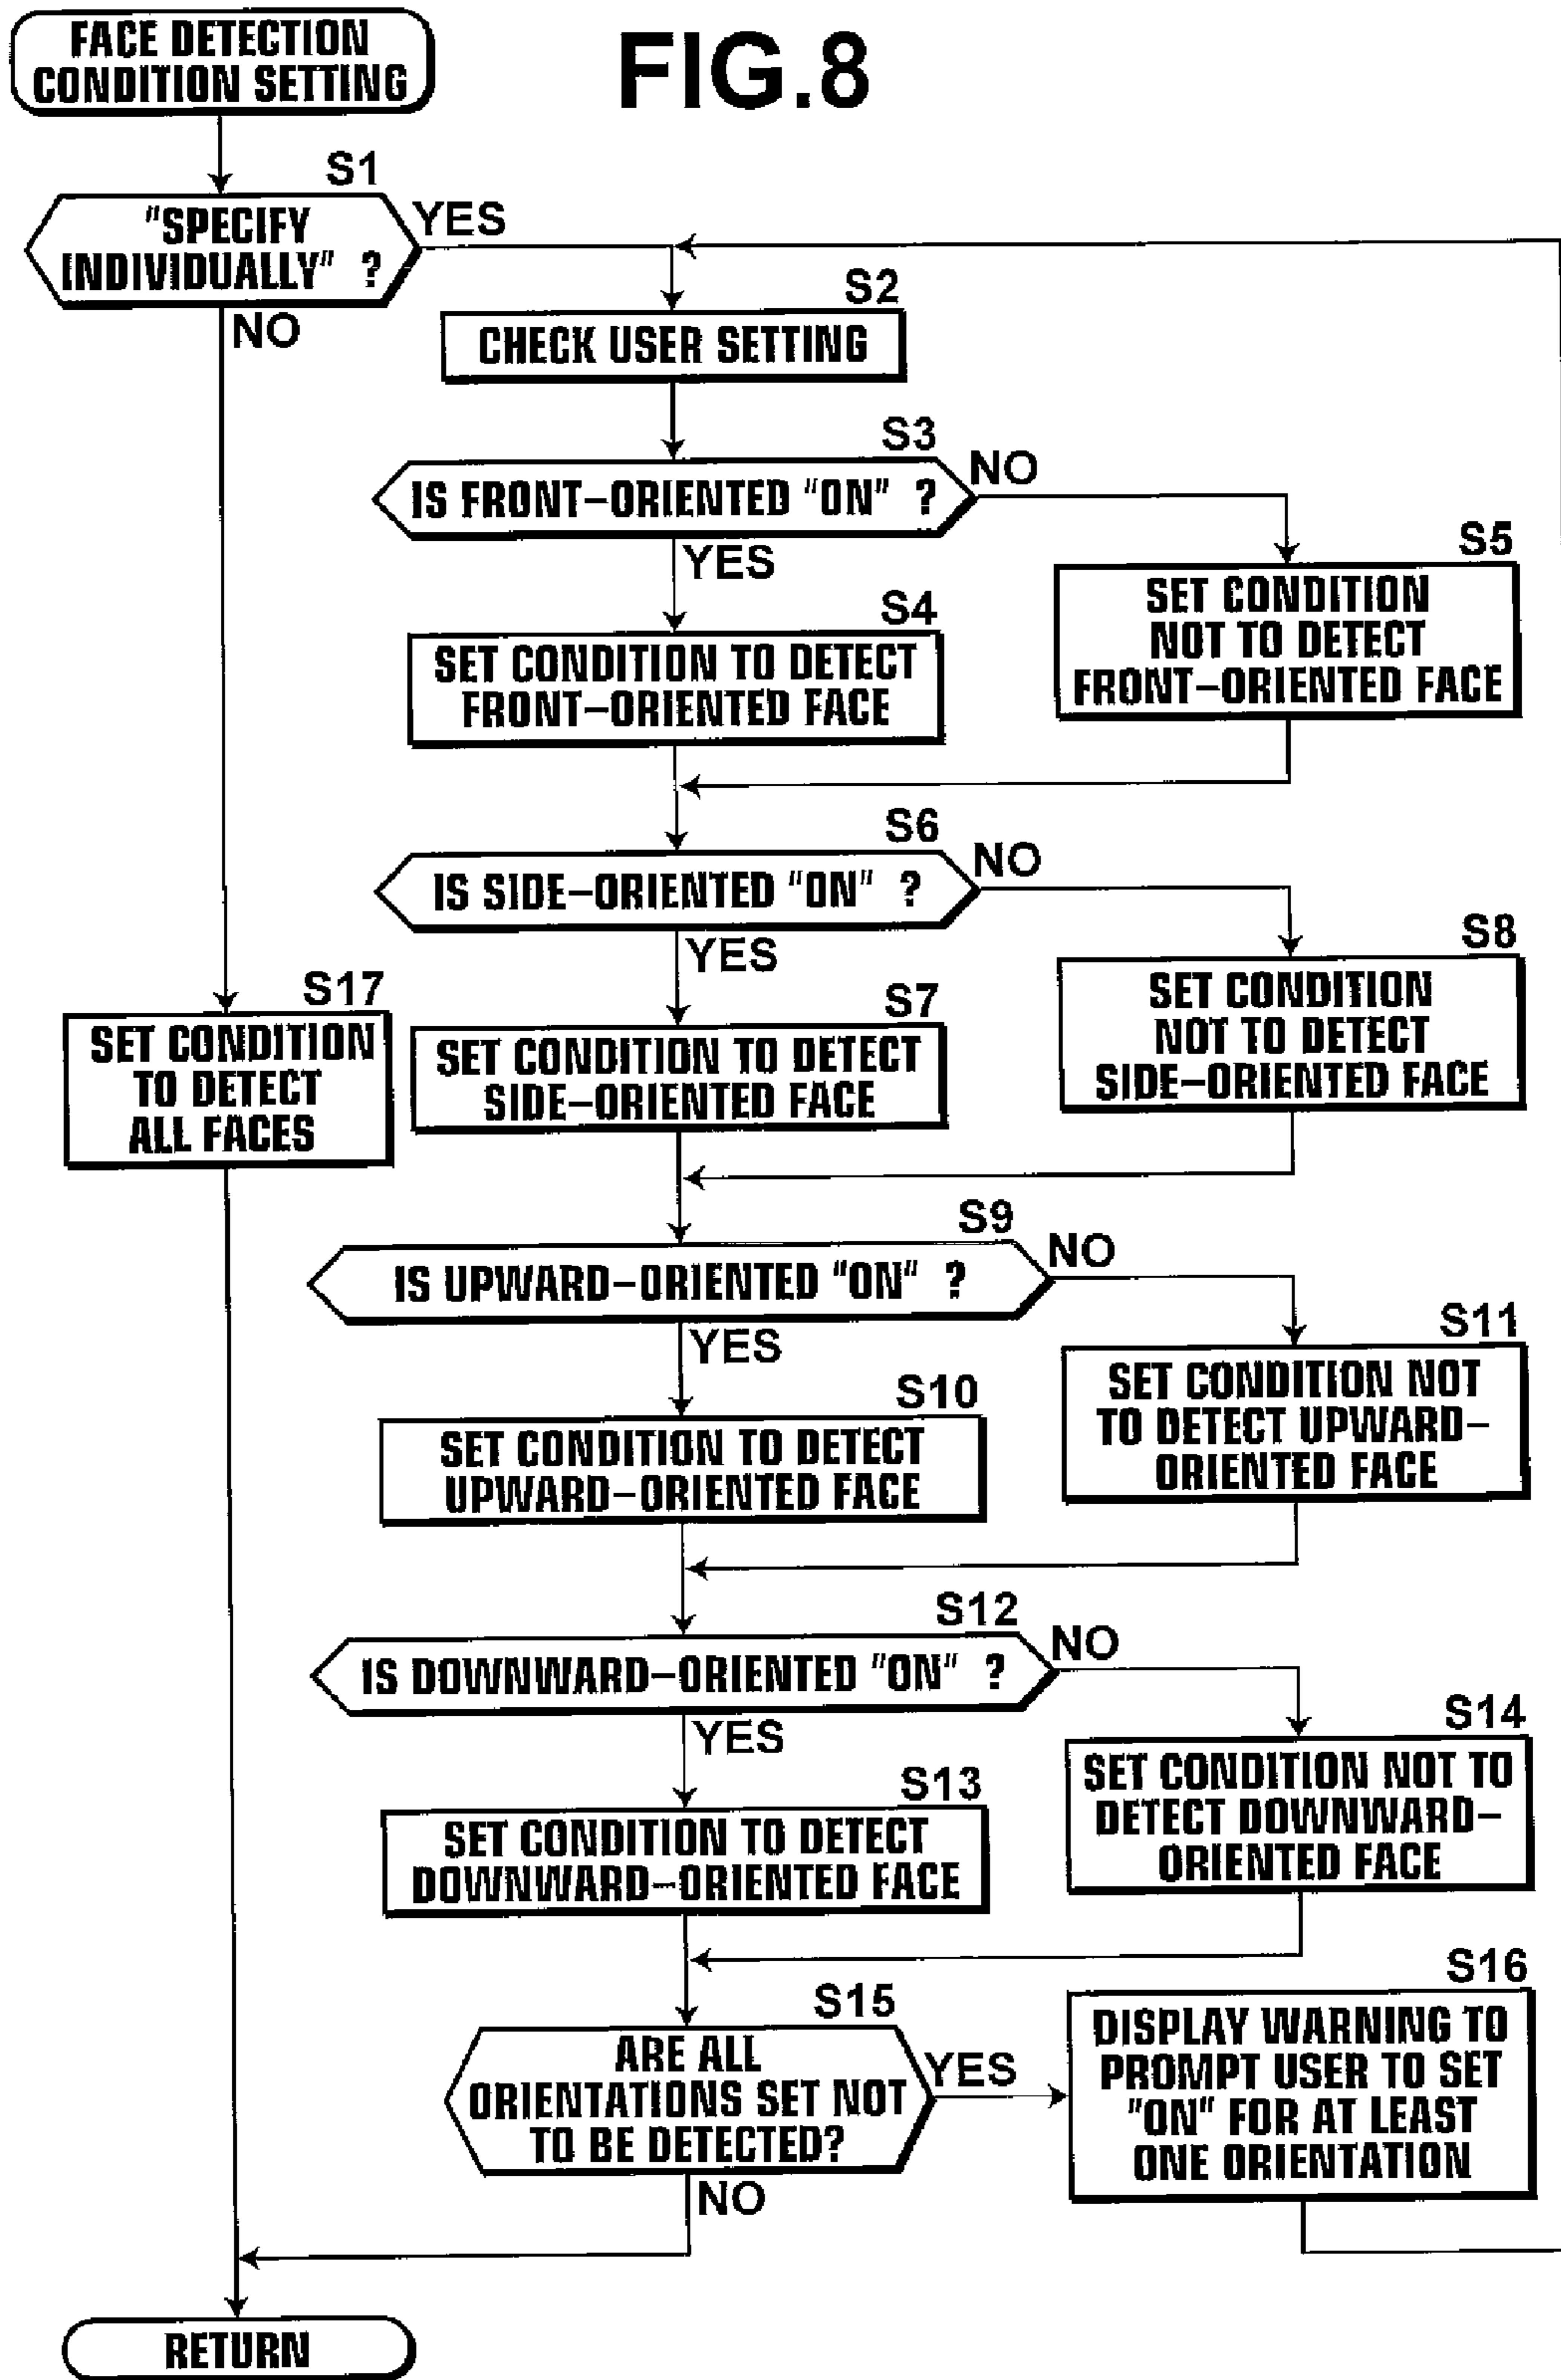 FACE DETECTION
CONDITION SETTING
FIG.8
S1
"SPECIFY
INDIVIDUALLY" ?
YES
NO
S2
CHECK USER SETTING
S3
IS FRONT-ORIENTED "ON" ?
NO
YES
S5
SET CONDITION
NOT TO DETECT
FRONT-ORIENTED FACE
S4
SET CONDITION TO DETECT
FRONT-ORIENTED FACE
S6
IS SIDE-ORIENTED "ON" ?
NO
YES
S8
SET CONDITION
NOT TO DETECT
SIDE-ORIENTED FACE
S17
SET CONDITION
TO DETECT
ALL FACES
S7
SET CONDITION TO DETECT
SIDE-ORIENTED FACE
S9
IS UPWARD-ORIENTED "ON" ?
NO
YES
S11
SET CONDITION NOT
TO DETECT UPWARD-
ORIENTED FACE
S10
SET CONDITION TO DETECT
UPWARD-ORIENTED FACE
S12
IS DOWNWARD-ORIENTED "ON" ?
NO
YES
S14
SET CONDITION NOT TO
DETECT DOWNWARD-
ORIENTED FACE
S13
SET CONDITION TO DETECT
DOWNWARD-ORIENTED FACE
S15
ARE ALL
ORIENTATIONS SET NOT
TO BE DETECTED?
YES
NO
S16
DISPLAY WARNING TO
PROMPT USER TO SET
"ON" FOR AT LEAST
ONE ORIENTATION
RETURN